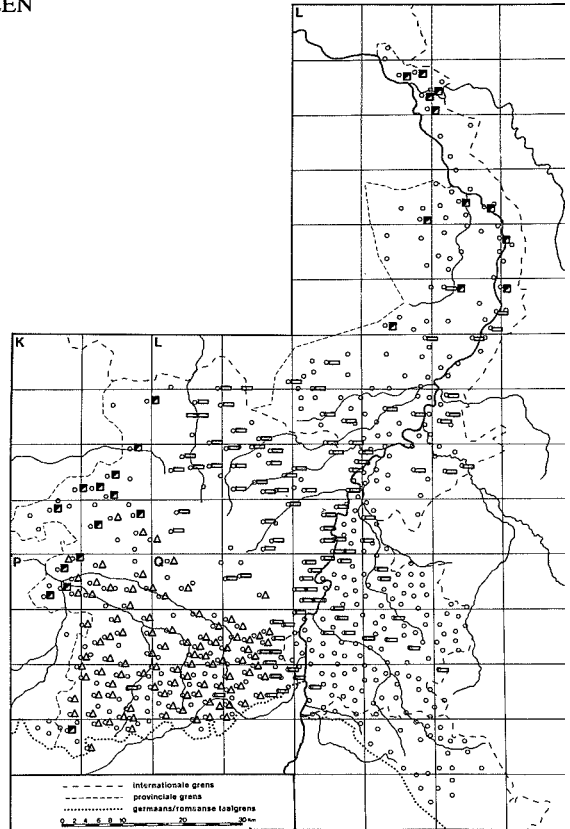 EN
L
K L
P Q
internationale grens
provinciale grens
germaans/romaanse taalgrens
0 2 4 6 8 10 20 30 km